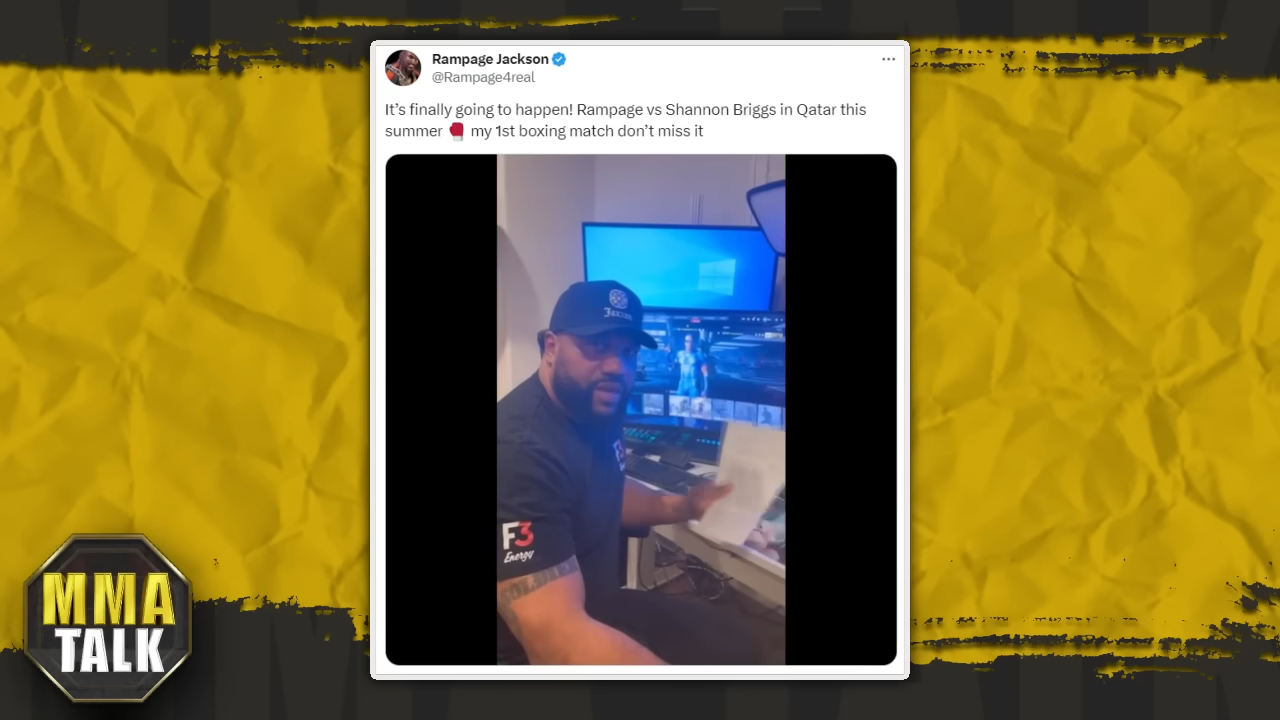 Rampage Jackson
@Rampage4real
It’s finally going to happen! Rampage vs Shannon Briggs in Qatar this
summer 🥊 my 1st boxing match don’t miss it
F3
Energy
MMA
TALK